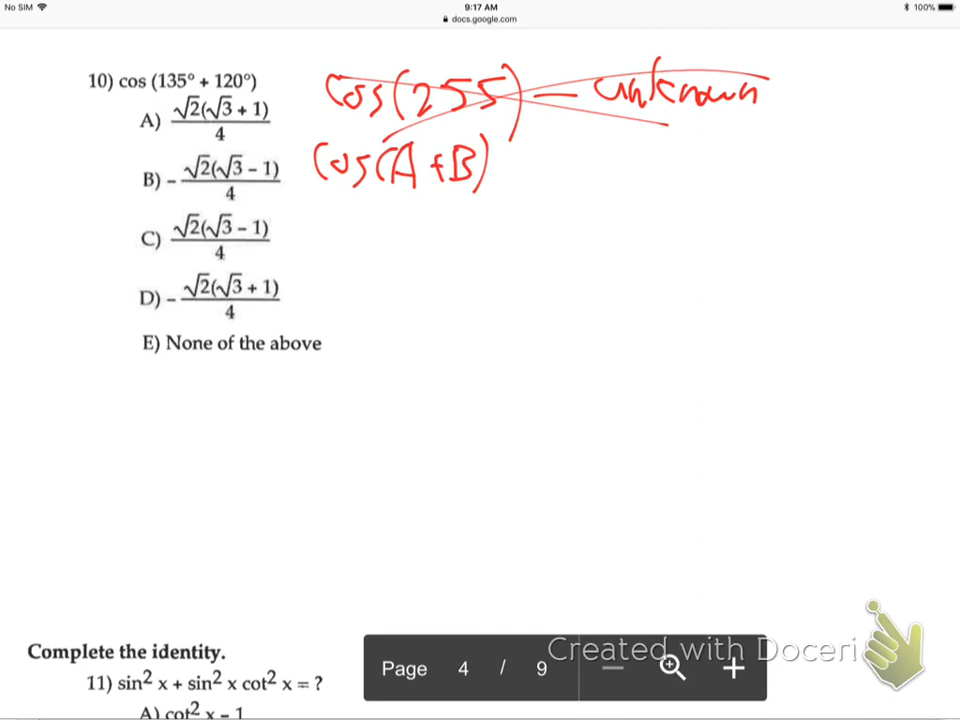 No SIM 9:17 AM 100%
docs.google.com
10) cos (135° + 120°) cos(255) — unknown
A) √2(√3 + 1)/4
cos(A+B)
B) – √2(√3 – 1)/4
C) √2(√3 – 1)/4
D) – √2(√3 + 1)/4
E) None of the above
Created with Doceri
Complete the identity.
Page 4 / 9
11) sin² x + sin² x cot² x = ?
A) cot² x – 1